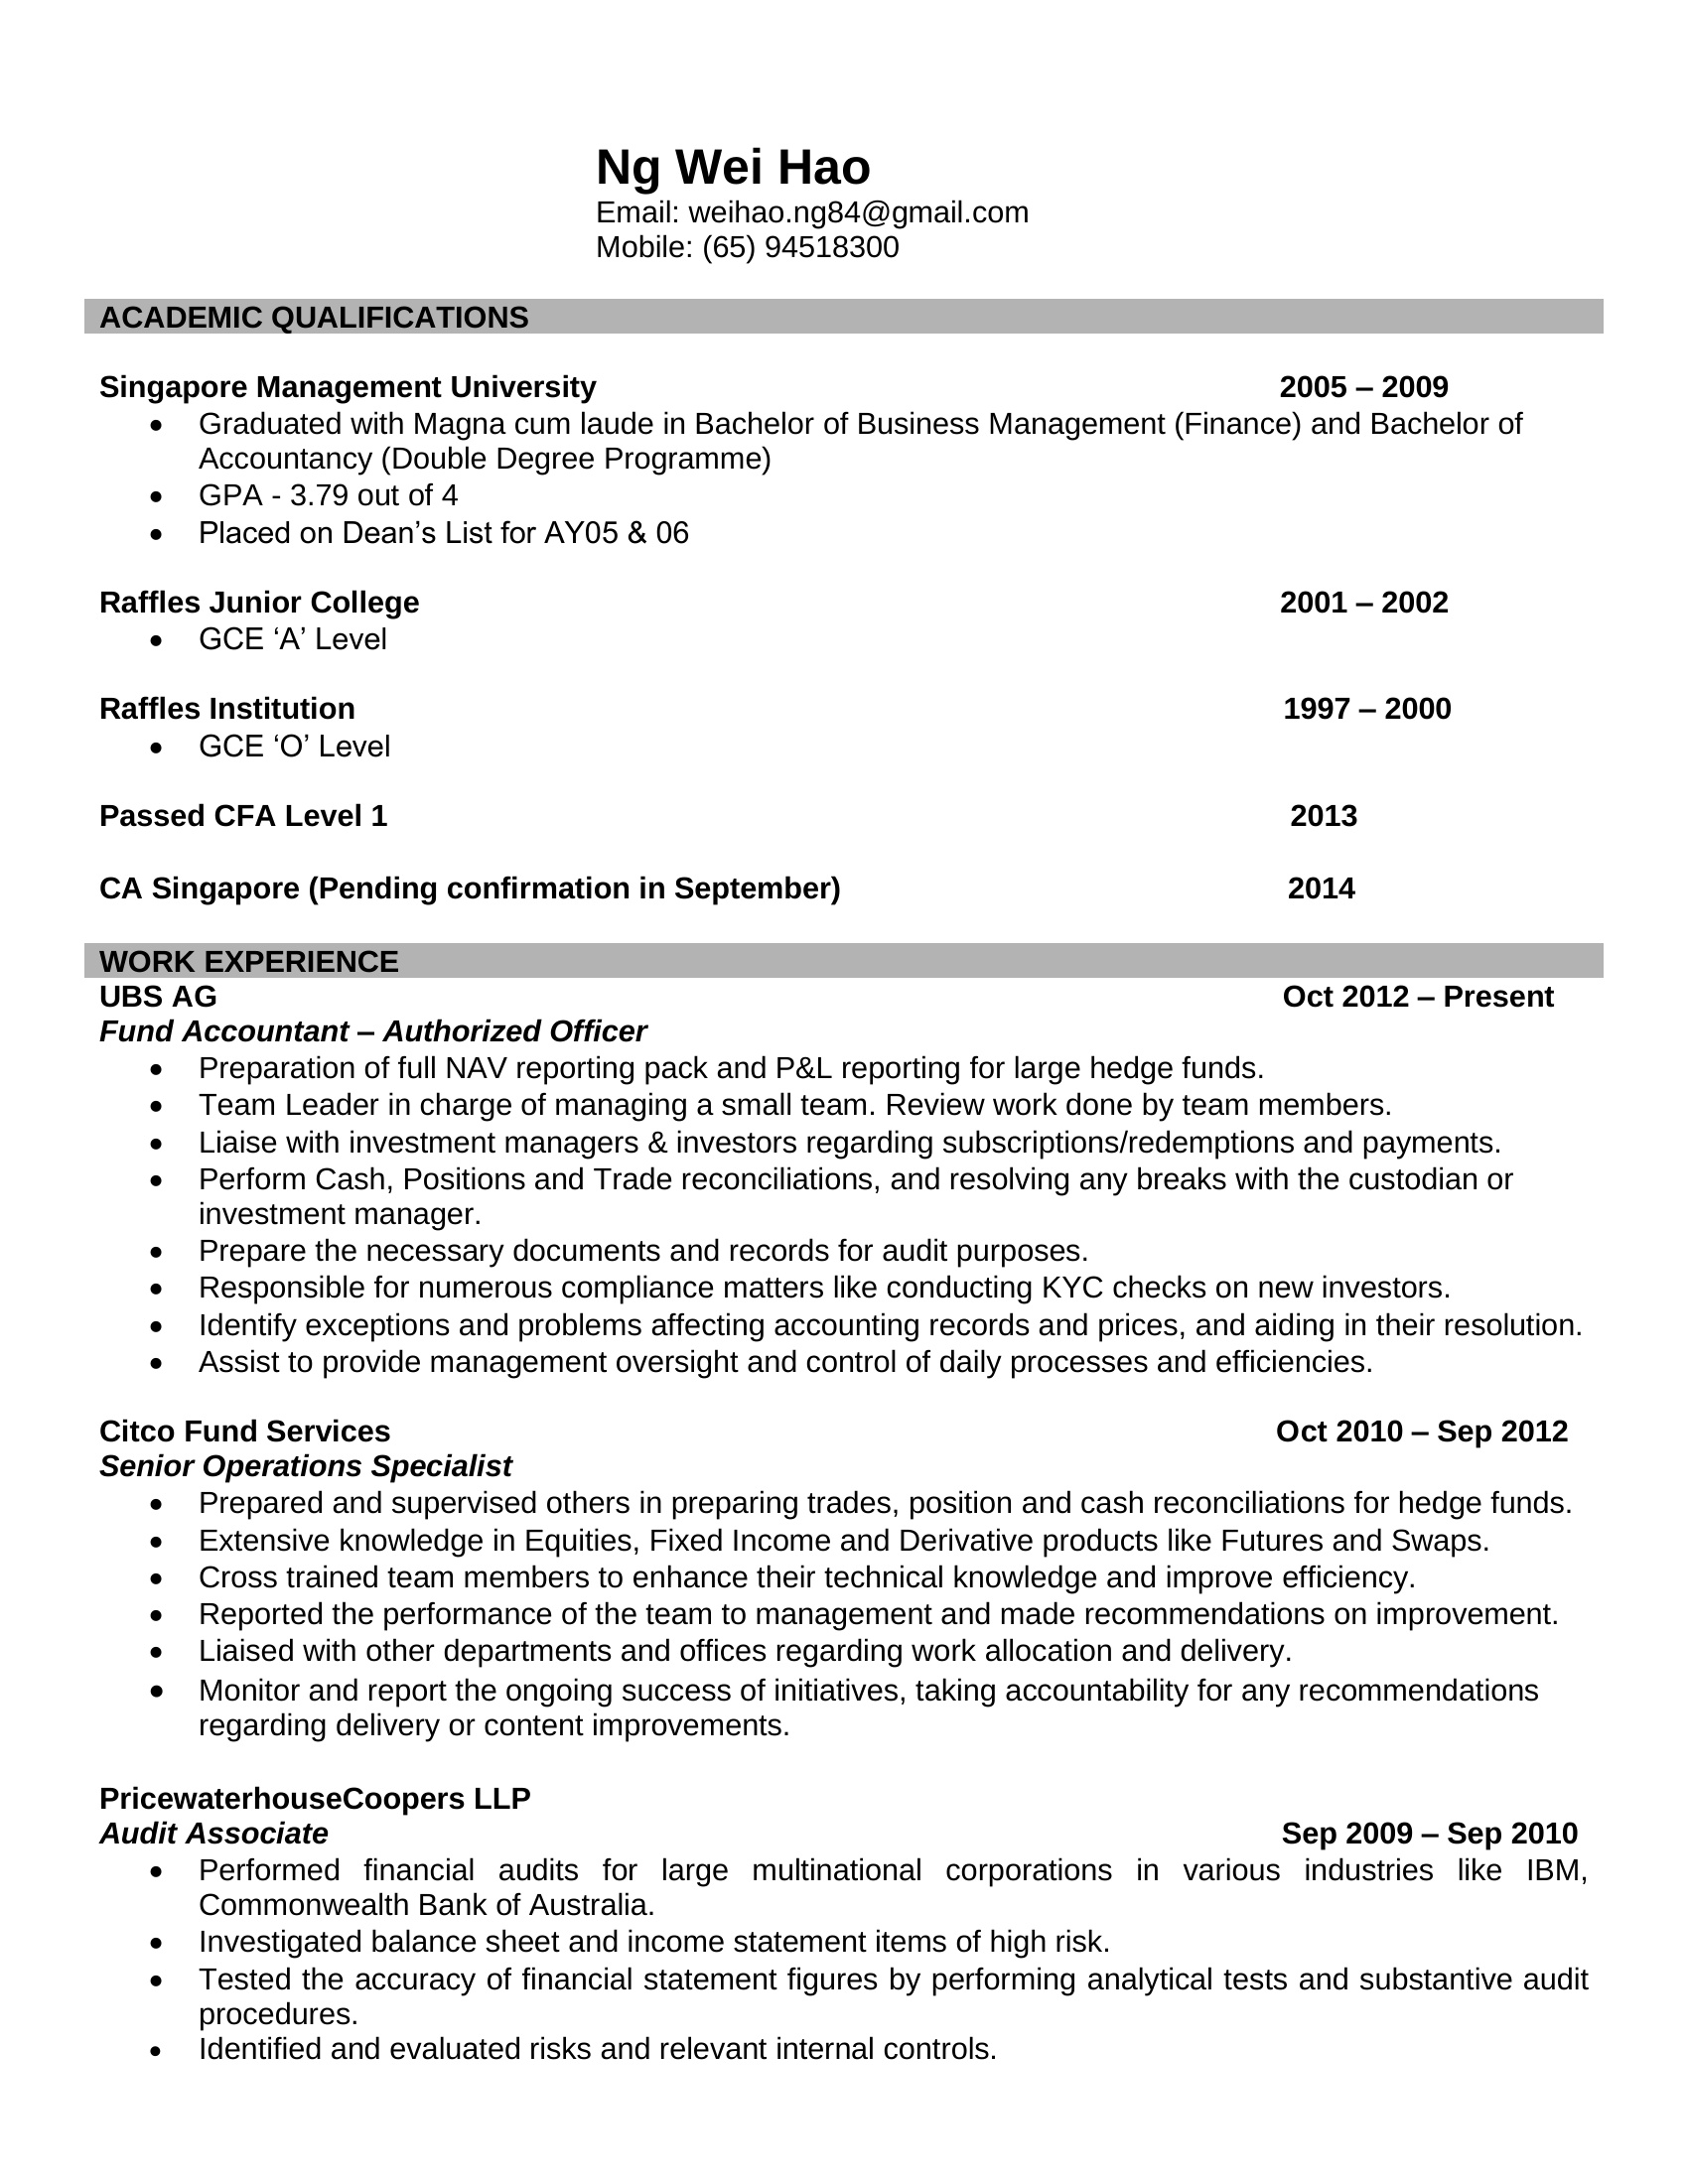 Ng Wei Hao
Email: weihao.ng84@gmail.com
Mobile: (65) 94518300
ACADEMIC QUALIFICATIONS
Singapore Management University 2005 – 2009
• Graduated with Magna cum laude in Bachelor of Business Management (Finance) and Bachelor of
Accountancy (Double Degree Programme)
• GPA - 3.79 out of 4
• Placed on Dean’s List for AY05 & 06
Raffles Junior College 2001 – 2002
• GCE ‘A’ Level
Raffles Institution 1997 – 2000
• GCE ‘O’ Level
Passed CFA Level 1 2013
CA Singapore (Pending confirmation in September) 2014
WORK EXPERIENCE
UBS AG Oct 2012 – Present
Fund Accountant – Authorized Officer
• Preparation of full NAV reporting pack and P&L reporting for large hedge funds.
• Team Leader in charge of managing a small team. Review work done by team members.
• Liaise with investment managers & investors regarding subscriptions/redemptions and payments.
• Perform Cash, Positions and Trade reconciliations, and resolving any breaks with the custodian or
investment manager.
• Prepare the necessary documents and records for audit purposes.
• Responsible for numerous compliance matters like conducting KYC checks on new investors.
• Identify exceptions and problems affecting accounting records and prices, and aiding in their resolution.
• Assist to provide management oversight and control of daily processes and efficiencies.
Citco Fund Services Oct 2010 – Sep 2012
Senior Operations Specialist
• Prepared and supervised others in preparing trades, position and cash reconciliations for hedge funds.
• Extensive knowledge in Equities, Fixed Income and Derivative products like Futures and Swaps.
• Cross trained team members to enhance their technical knowledge and improve efficiency.
• Reported the performance of the team to management and made recommendations on improvement.
• Liaised with other departments and offices regarding work allocation and delivery.
• Monitor and report the ongoing success of initiatives, taking accountability for any recommendations
regarding delivery or content improvements.
PricewaterhouseCoopers LLP
Audit Associate Sep 2009 – Sep 2010
• Performed financial audits for large multinational corporations in various industries like IBM,
Commonwealth Bank of Australia.
• Investigated balance sheet and income statement items of high risk.
• Tested the accuracy of financial statement figures by performing analytical tests and substantive audit
procedures.
• Identified and evaluated risks and relevant internal controls.